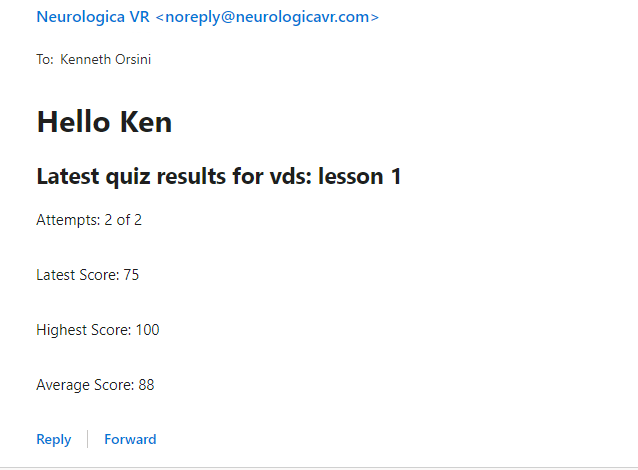 Neurologica VR <noreply@neurologicavr.com>
To: Kenneth Orsini
Hello Ken
Latest quiz results for vds: lesson 1
Attempts: 2 of 2
Latest Score: 75
Highest Score: 100
Average Score: 88
Reply Forward